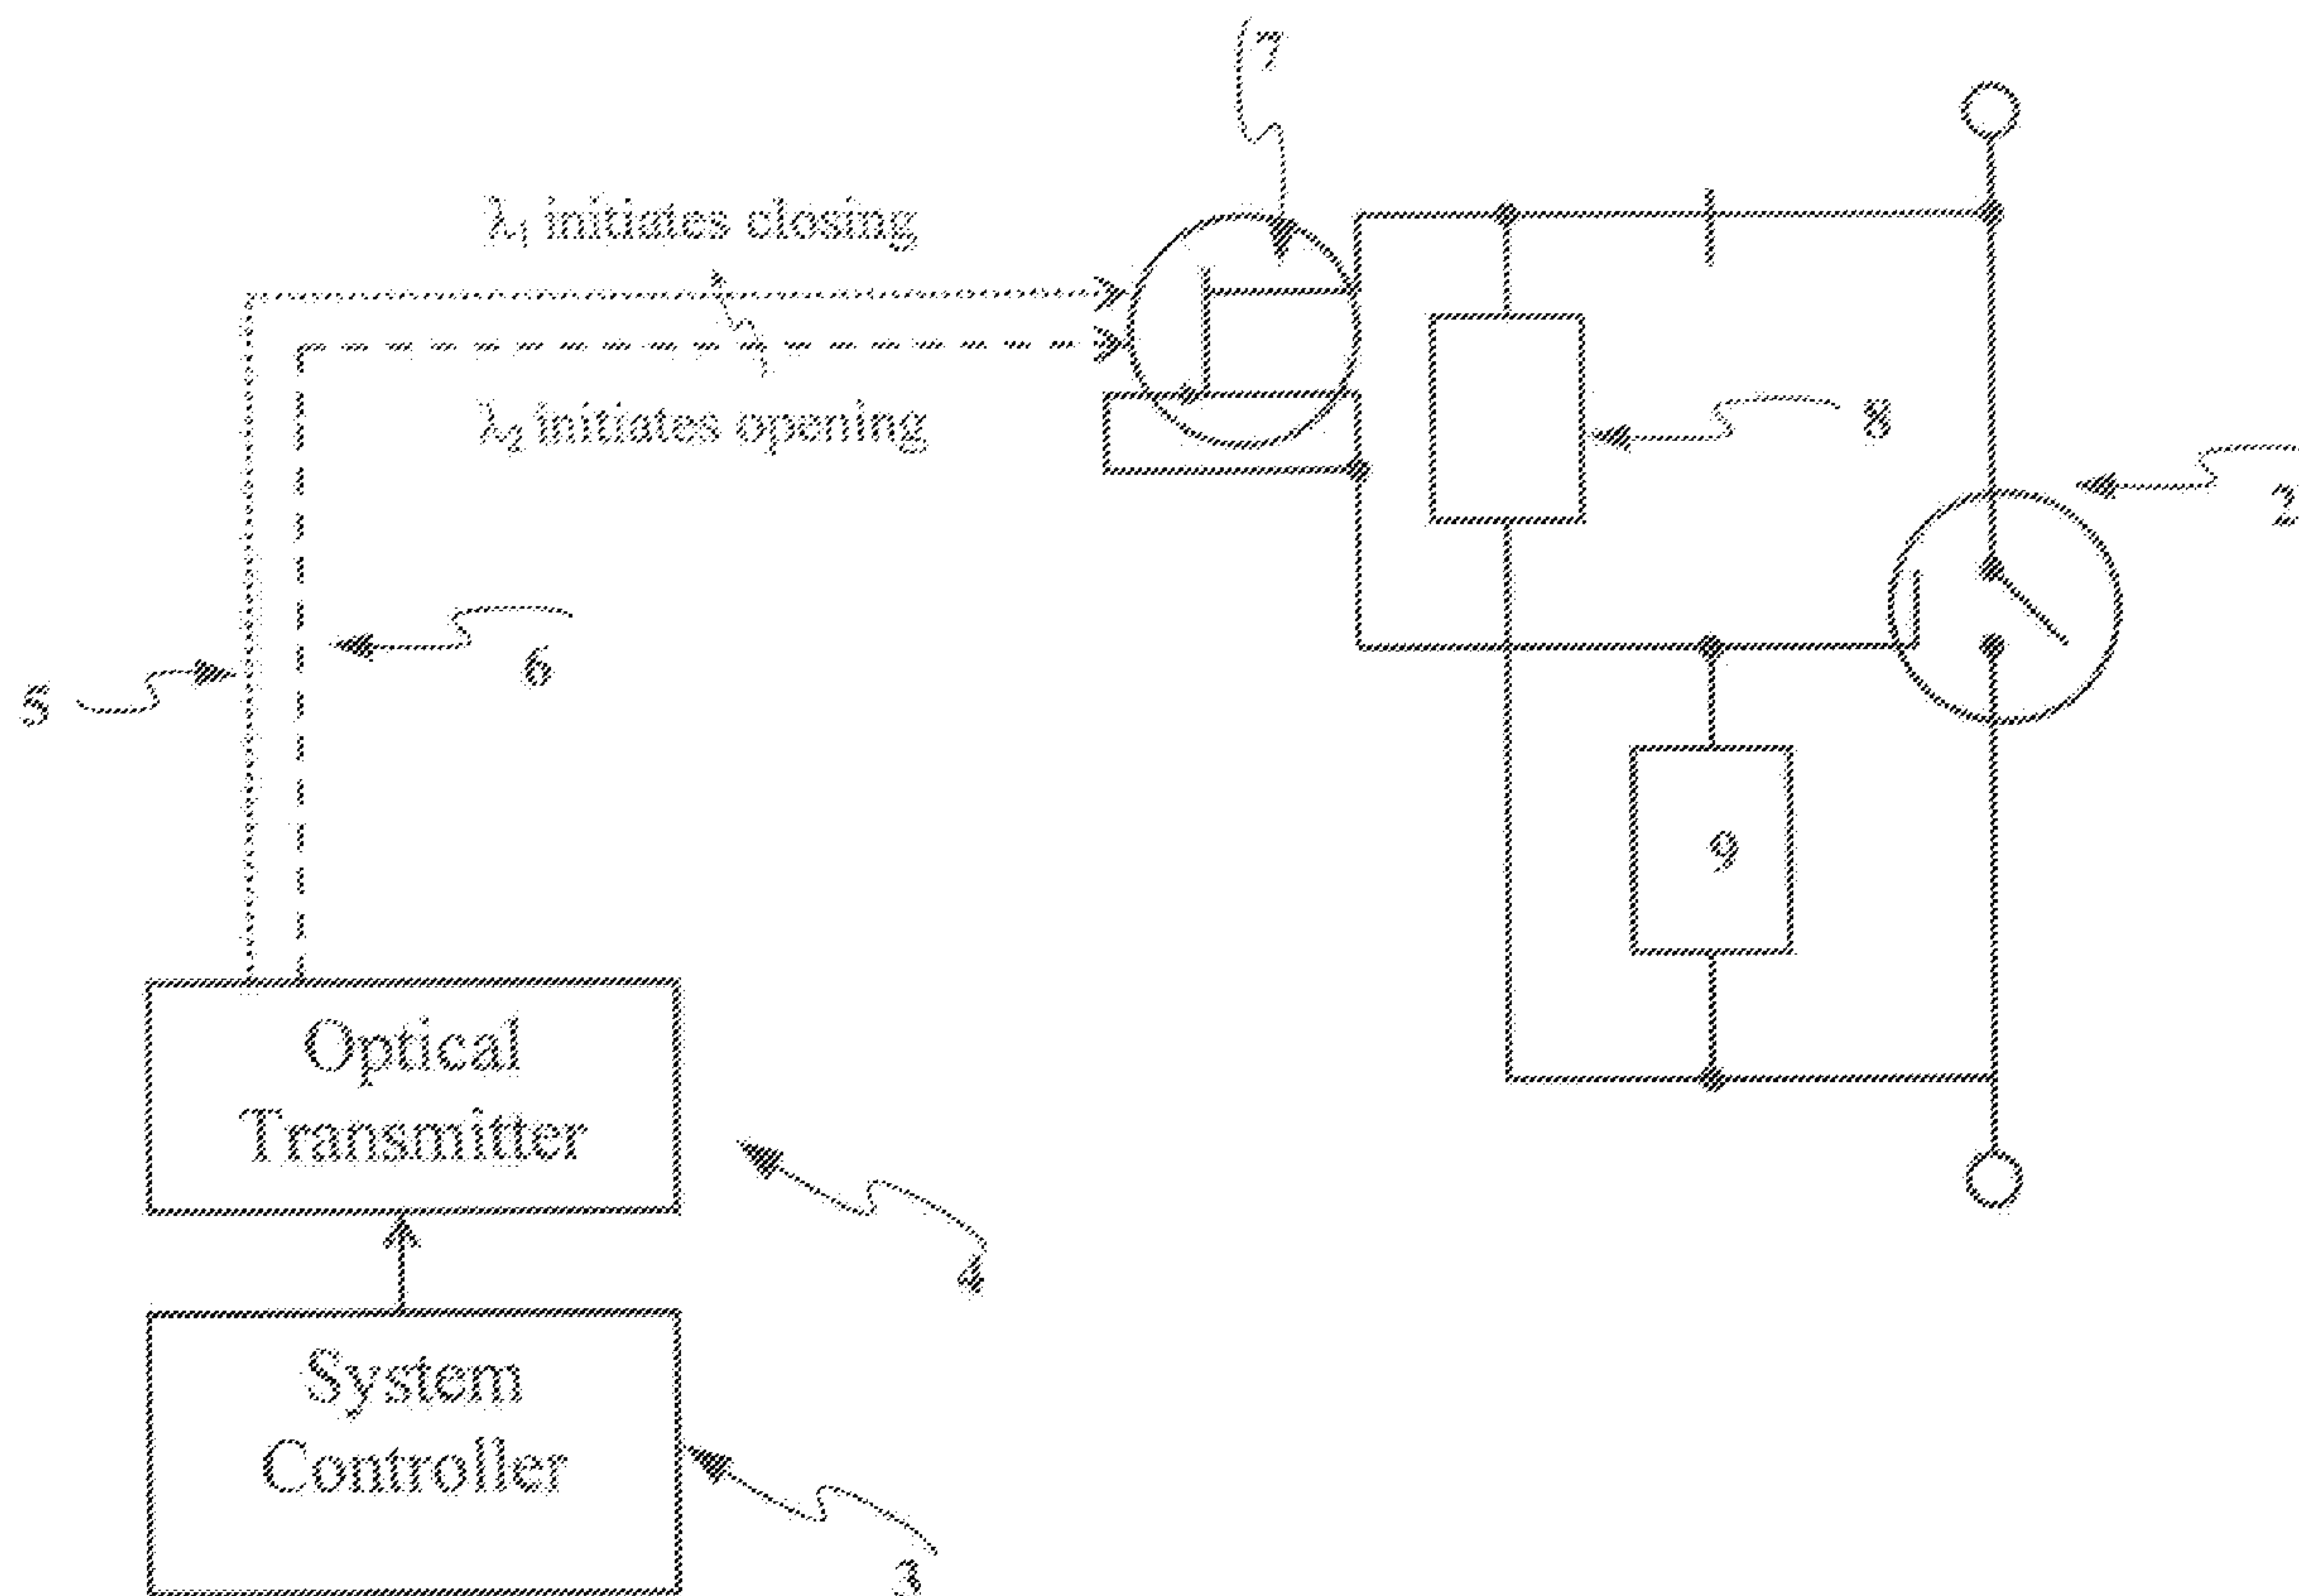 7
λ₁ initiates closing
λ₂ initiates opening
8
2
6
5
9
Optical
Transmitter
4
System
Controller
3